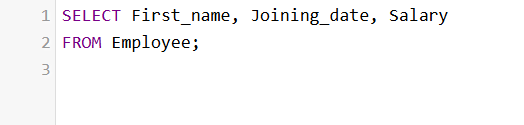 1 SELECT First_name, Joining_date, Salary
2 FROM Employee;
3